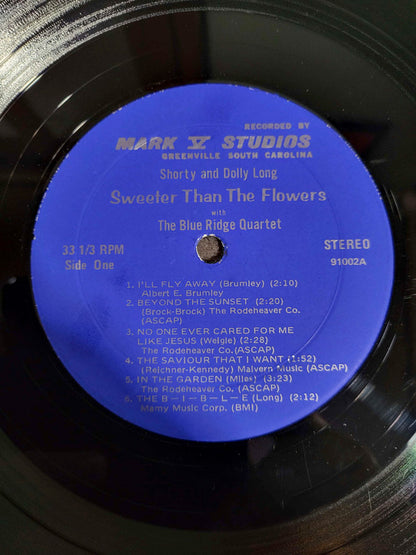 RECORDED BY
MARK V STUDIOS
GREENVILLE SOUTH CAROLINA
Shorty and Dolly Long
Sweeter Than The Flowers
with
The Blue Ridge Quartet
33 1/3 RPM
Side One
STEREO
91002A
1. I'LL FLY AWAY (Brumley) (2:10)
Albert E. Brumley
2. BEYOND THE SUNSET (2:20)
(Brock-Brock) The Rodeheaver Co.
(ASCAP)
3. NO ONE EVER CARED FOR ME
LIKE JESUS (Weigle) (2:28)
The Rodeheaver Co.(ASCAP)
4. THE SAVIOUR THAT I WANT (1:52)
(Reichner-Kennedy) Malvern Music (ASCAP)
5. IN THE GARDEN (Miles) (3:23)
The Rodeheaver Co. (ASCAP)
6. THE B — I — B — L — E (Long) (2:12)
Memy Music Corp. (BMI)